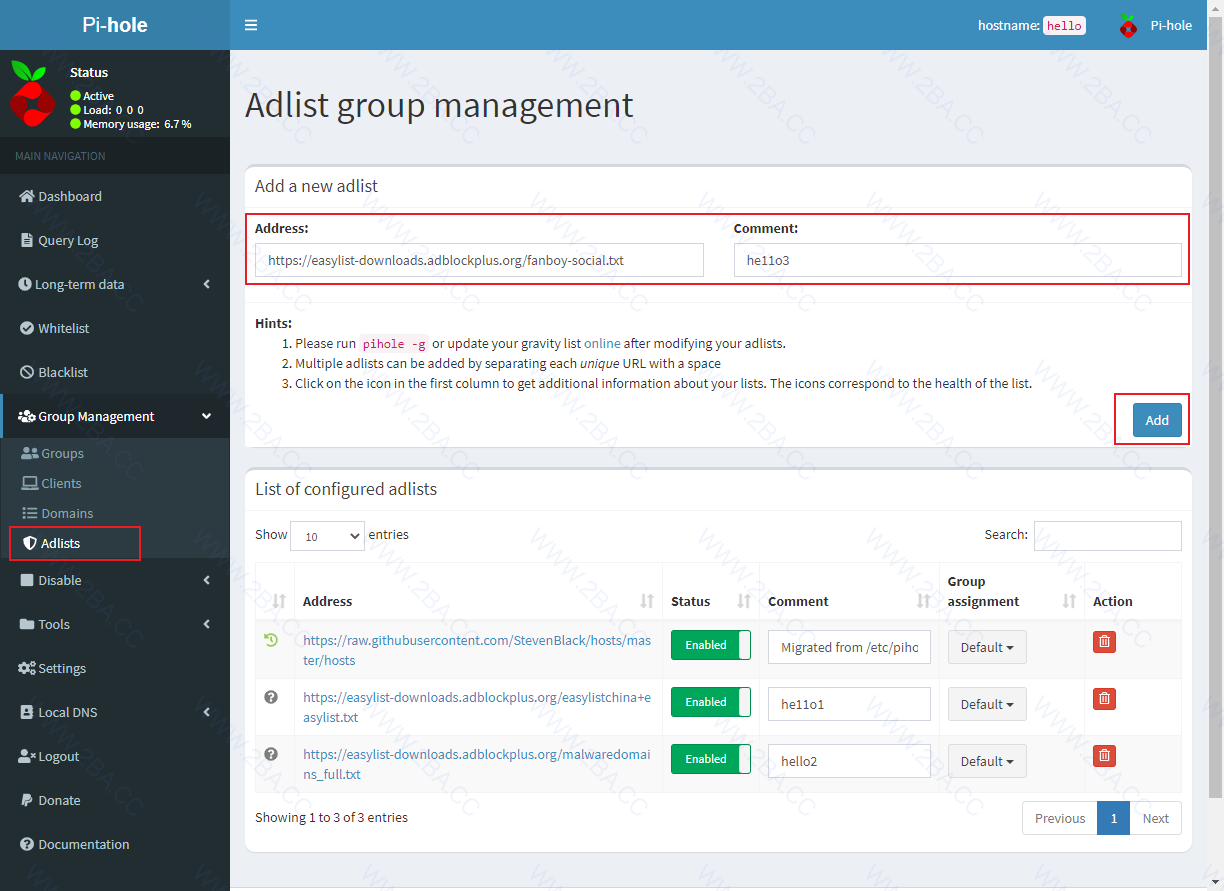 Pi-hole
hostname: hello
Pi-hole
Status
Active
Load: 0 0 0
Memory usage: 6.7 %
MAIN NAVIGATION
Dashboard
Query Log
Long-term data
Whitelist
Blacklist
Group Management
Groups
Clients
Domains
Adlists
Disable
Tools
Settings
Local DNS
Logout
Donate
Documentation
Adlist group management
Add a new adlist
Address:
Comment:
https://easylist-downloads.adblockplus.org/fanboy-social.txt
he11o3
Hints:
1. Please run pihole -g or update your gravity list online after modifying your adlists.
2. Multiple adlists can be added by separating each unique URL with a space
3. Click on the icon in the first column to get additional information about your lists. The icons correspond to the health of the list.
Add
List of configured adlists
Show 10 entries
Search:
Address
Status
Comment
Group
assignment
Action
https://raw.githubusercontent.com/StevenBlack/hosts/mas
ter/hosts
Enabled
Migrated from /etc/piho
Default
https://easylist-downloads.adblockplus.org/easylistchina+e
asylist.txt
Enabled
he11o1
Default
https://easylist-downloads.adblockplus.org/malwaredomai
ns_full.txt
Enabled
hello2
Default
Showing 1 to 3 of 3 entries
Previous 1 Next
WWW.2BA.CC